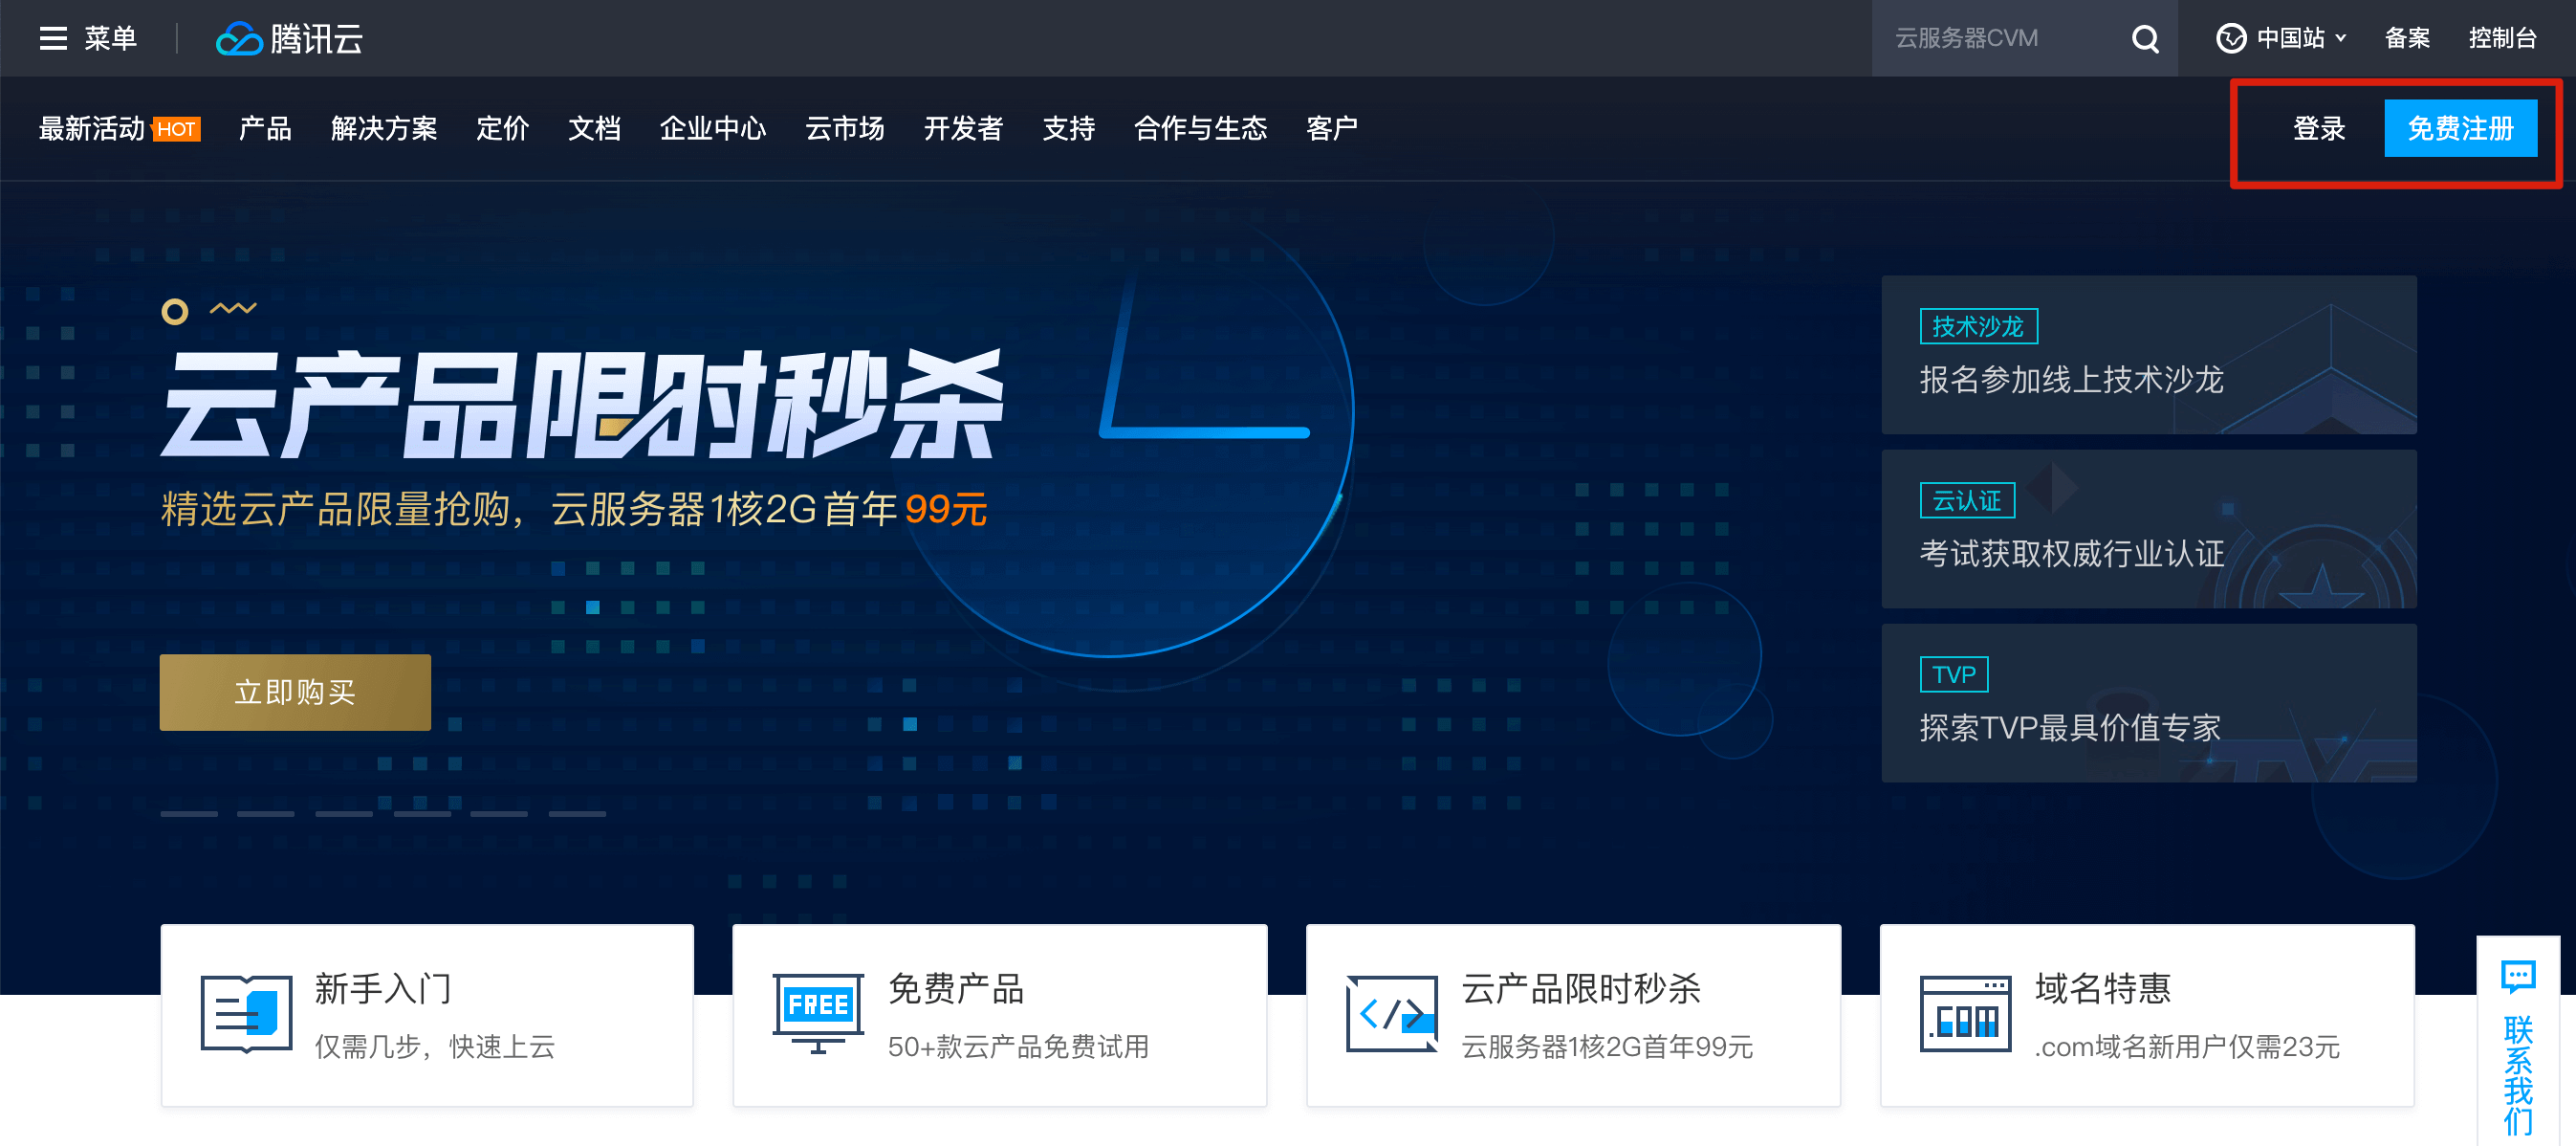 菜单
腾讯云
云服务器CVM
中国站
备案
控制台
最新活动 HOT 产品 解决方案 定价 文档 企业中心 云市场 开发者 支持 合作与生态 客户
登录 免费注册
云产品限时秒杀
精选云产品限量抢购，云服务器1核2G首年99元
立即购买
技术沙龙
报名参加线上技术沙龙
云认证
考试获取权威行业认证
TVP
探索TVP最具价值专家
新手入门
仅需几步，快速上云
FREE
免费产品
50+款云产品免费试用
</>
云产品限时秒杀
云服务器1核2G首年99元
.com
域名特惠
.com域名新用户仅需23元
联系我们